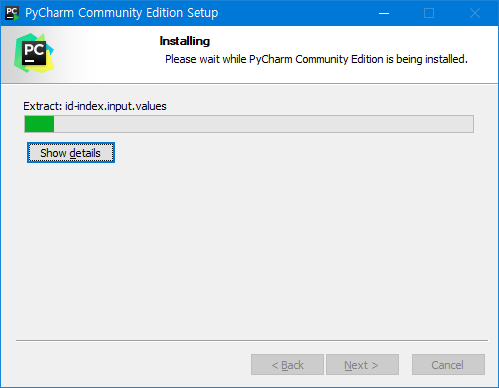 PC PyCharm Community Edition Setup
PC
Installing
Please wait while PyCharm Community Edition is being installed.
Extract: id-index.input.values
Show details
< Back Next > Cancel